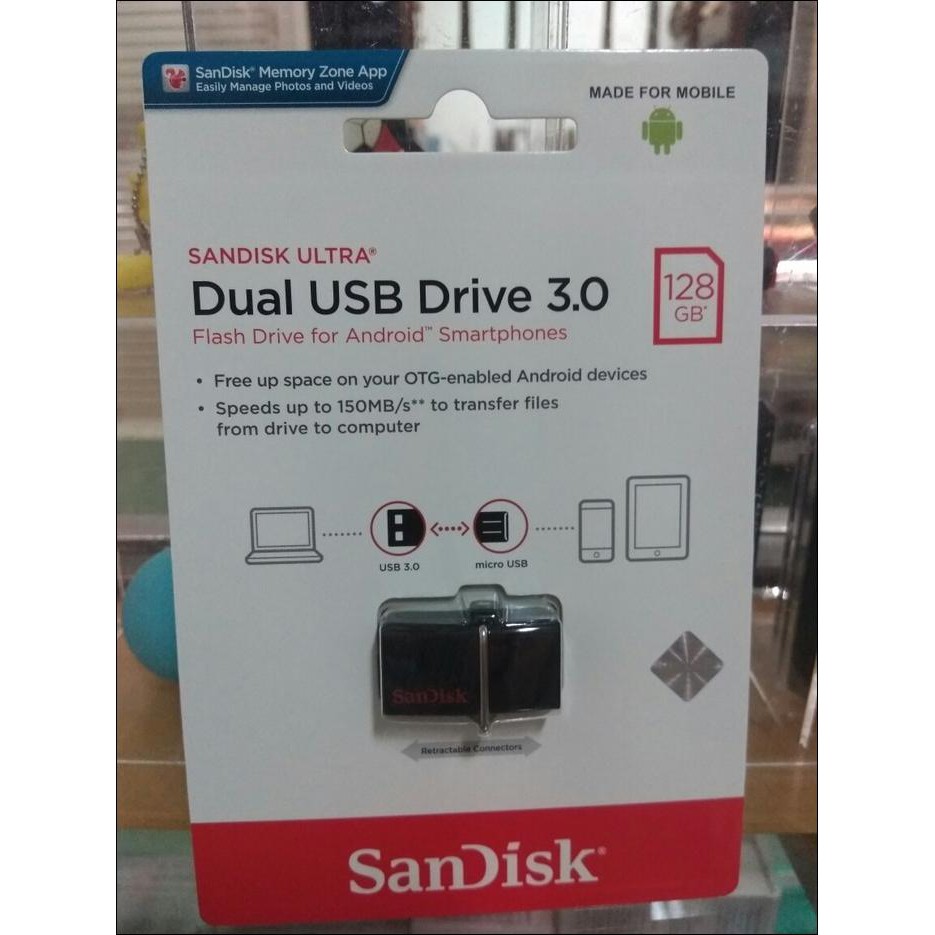 SanDisk® Memory Zone App
Easily Manage Photos and Videos
MADE FOR MOBILE
SANDISK ULTRA®
Dual USB Drive 3.0
Flash Drive for Android™ Smartphones
128
GB*
• Free up space on your OTG-enabled Android devices
• Speeds up to 150MB/s** to transfer files
from drive to computer
USB 3.0
micro USB
SanDisk
Retractable Connectors
SanDisk®